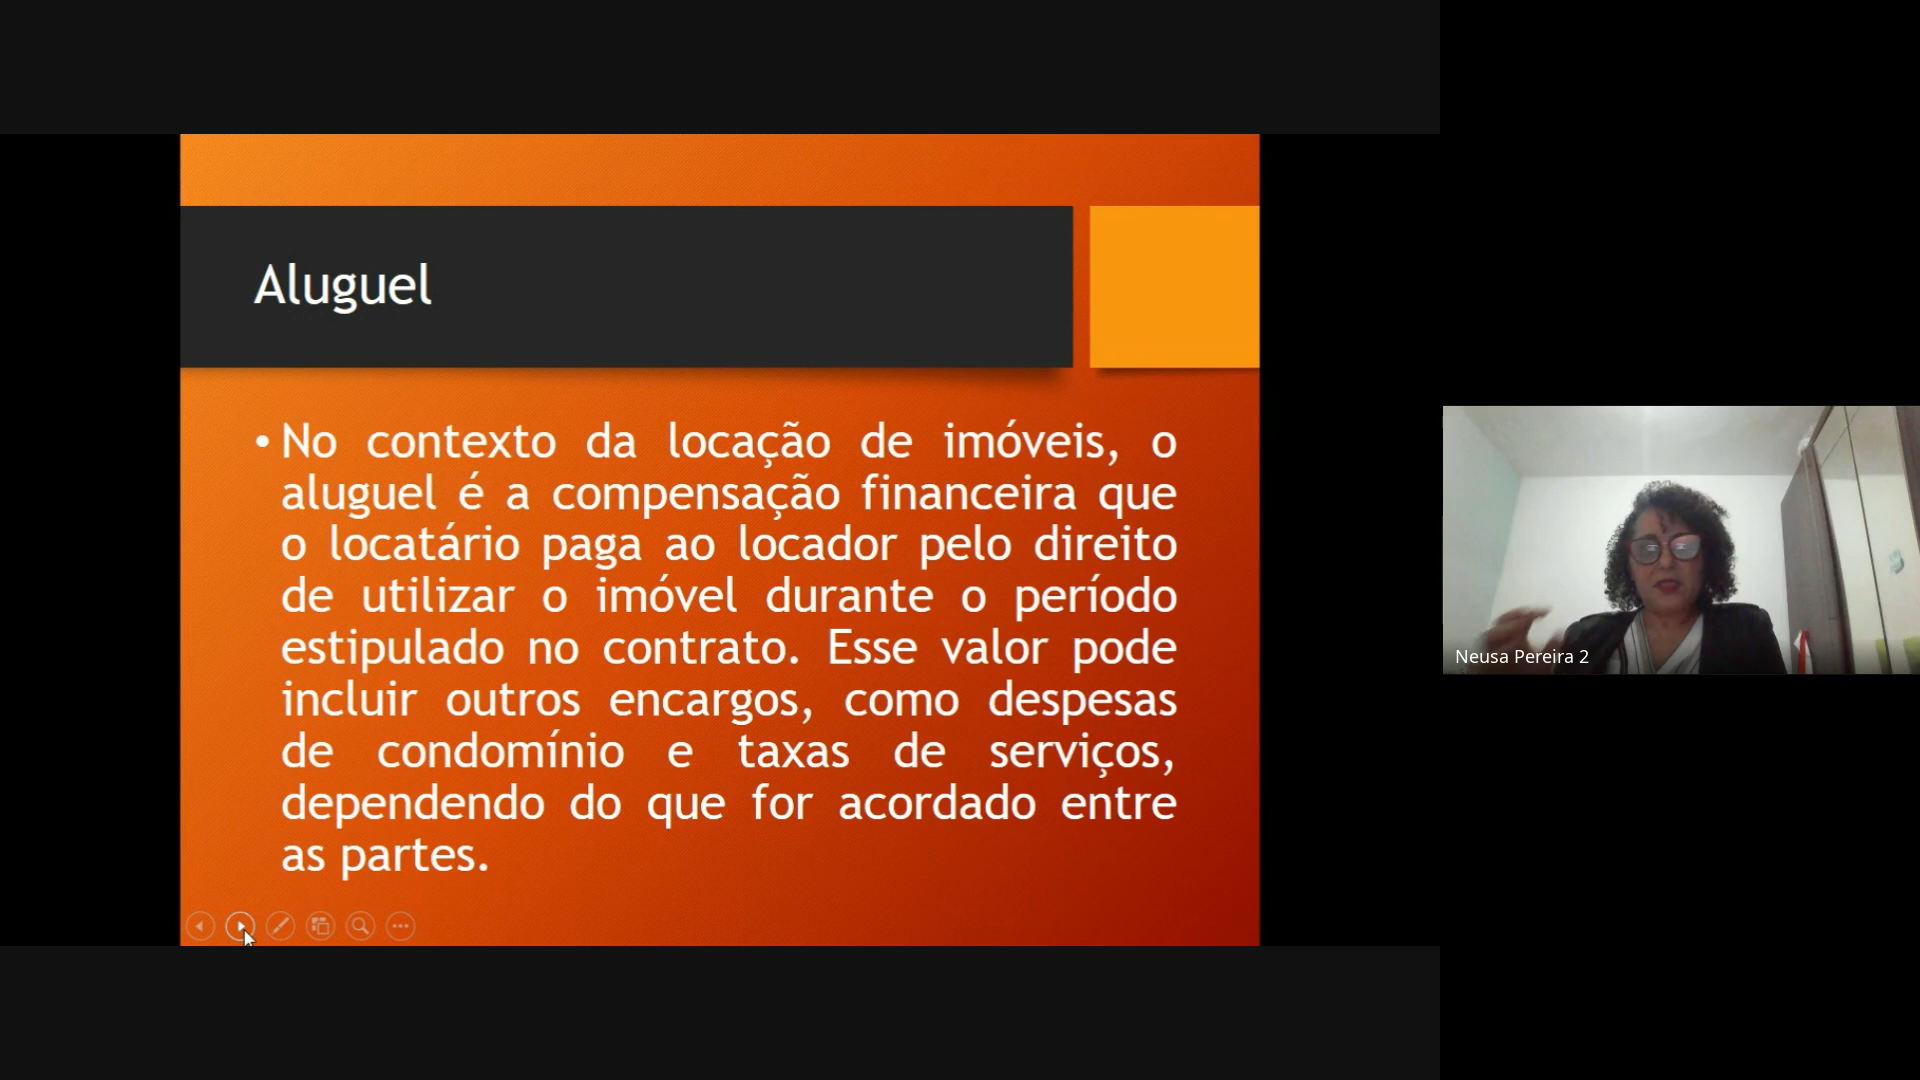 Aluguel
• No contexto da locação de imóveis, o
aluguel é a compensação financeira que
o locatário paga ao locador pelo direito
de utilizar o imóvel durante o período
estipulado no contrato. Esse valor pode
incluir outros encargos, como despesas
de condomínio e taxas de serviços,
dependendo do que for acordado entre
as partes.
Neusa Pereira 2